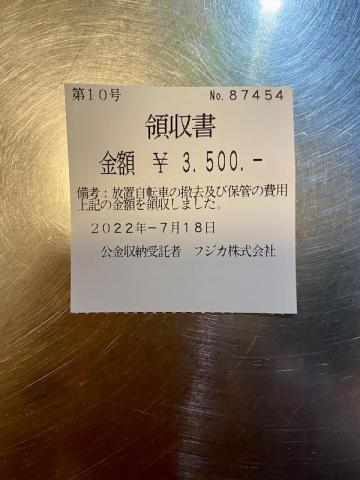 第10号 No. 87454
領収書
金額 ￥ 3,500.-
備考：放置自転車の撤去及び保管の費用
上記の金額を領収しました。
2022年-7月18日
公金収納受託者 フジカ株式会社